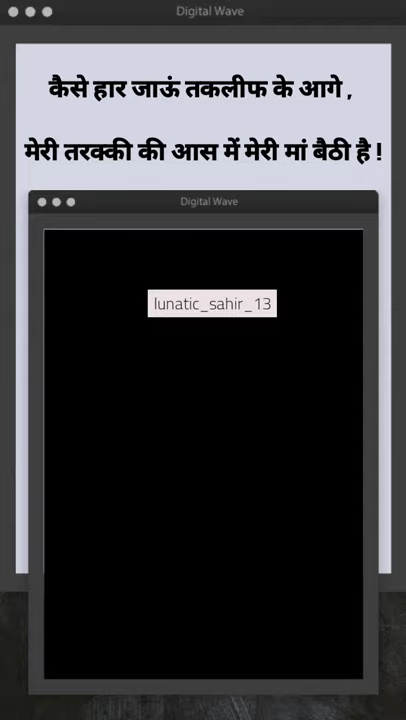 Digital Wave
कैसे हार जाऊं तकलीफ के आगे ,
मेरी तरक्की की आस में मेरी मां बैठी है !
Digital Wave
lunatic_sahir_13